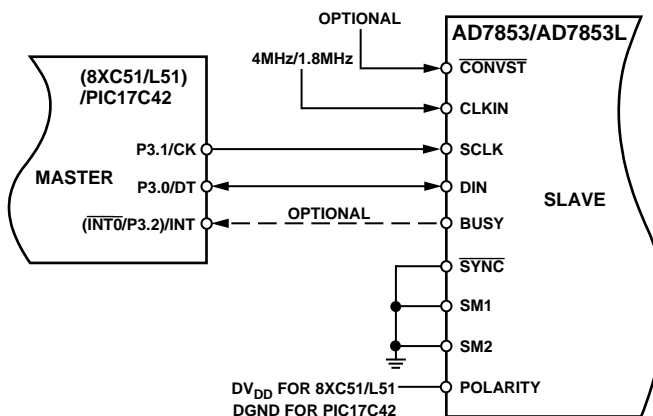 OPTIONAL
AD7853/AD7853L
4MHz/1.8MHz
(8XC51/L51)
/PIC17C42
CONVST
CLKIN
P3.1/CK
SCLK
MASTER
P3.0/DT
DIN
SLAVE
OPTIONAL
(INT0/P3.2)/INT
BUSY
SYNC
SM1
SM2
DVDD FOR 8XC51/L51
DGND FOR PIC17C42
POLARITY